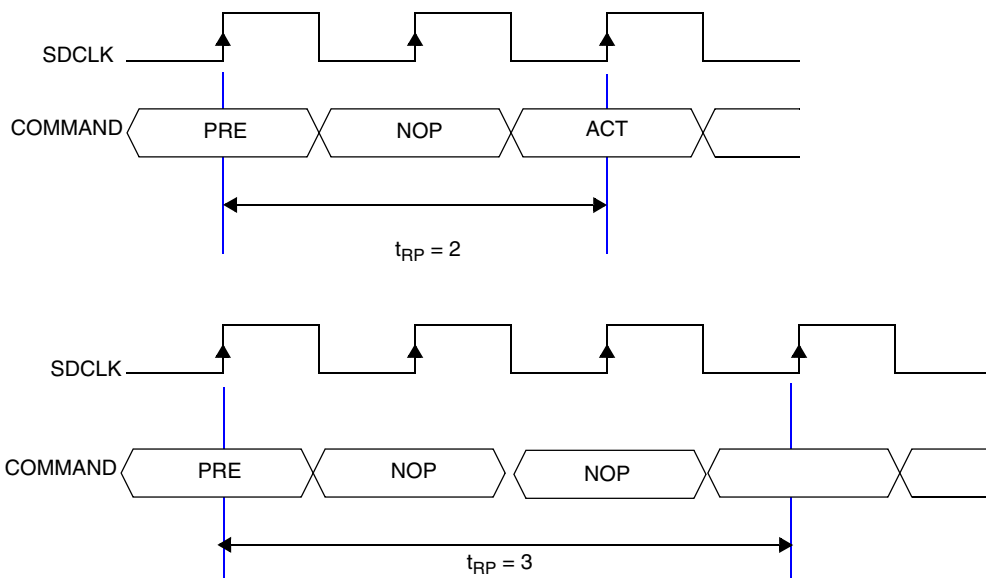 SDCLK
COMMAND PRE NOP ACT
tRP = 2
SDCLK
COMMAND PRE NOP NOP
tRP = 3